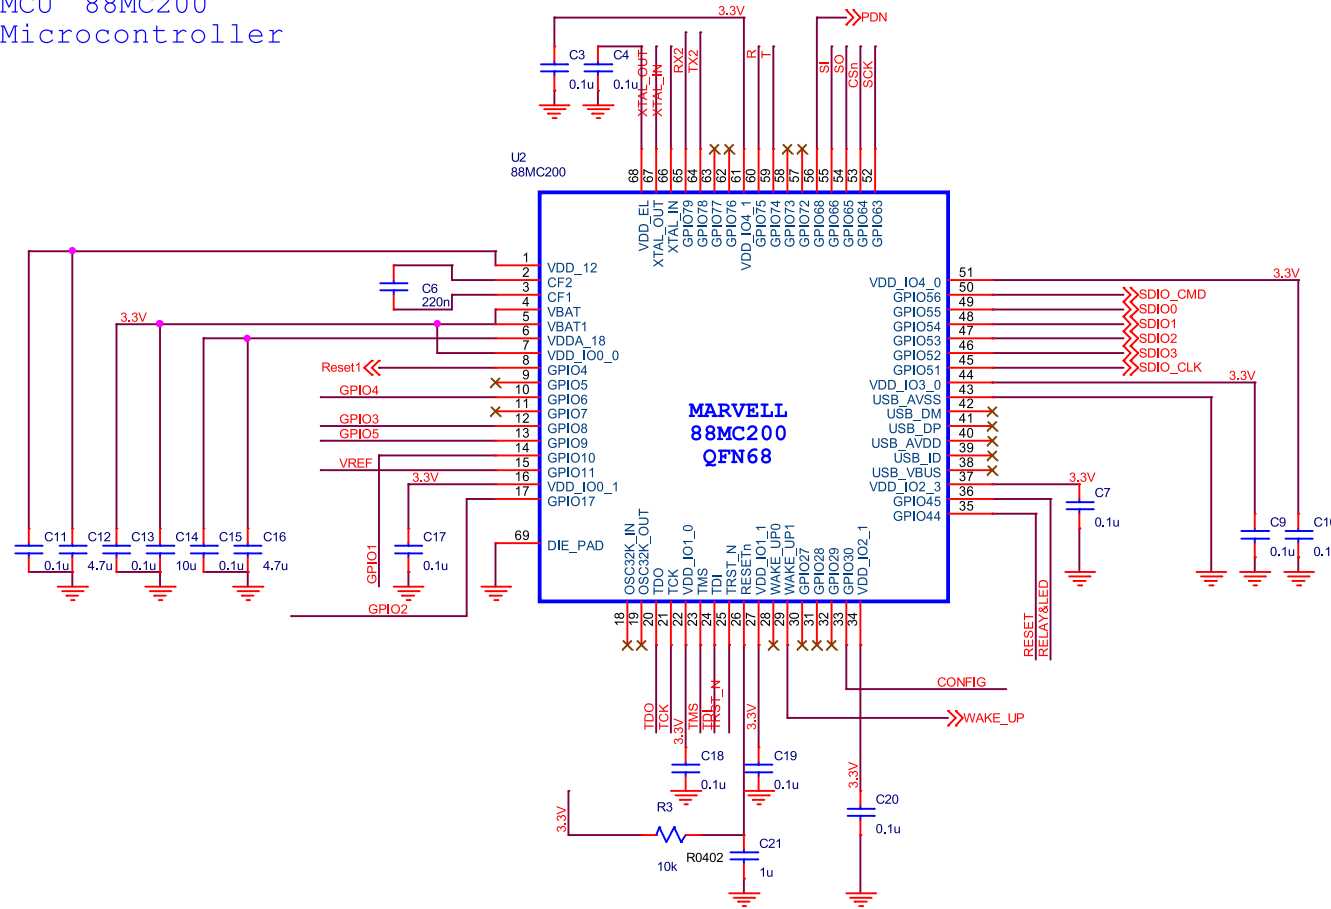 MCU 88MC200
Microcontroller
3.3V
PDN
C3
0.1u
C4
0.1u
XTAL_OUT
XTAL_IN
RX2
TX2
R
T
SI
SO
CSn
SCK
U2
88MC200
68
67
66
65
64
63
62
61
60
59
58
57
56
55
54
53
52
VDD_EL
XTAL_OUT
XTAL_IN
GPIO79
GPIO78
GPIO77
GPIO76
VDD_IO4_1
GPIO75
GPIO74
GPIO73
GPIO72
GPIO68
GPIO66
GPIO65
GPIO64
GPIO63
1 VDD_12
2 CF2
3 CF1
4 VBAT
5 VBAT1
6 VDDA_18
7 VDD_IO0_0
8 GPIO4
9 GPIO5
10 GPIO6
11 GPIO7
12 GPIO8
13 GPIO9
14 GPIO10
15 GPIO11
16 VDD_IO0_1
17 GPIO17
69 DIE_PAD
C6
220n
3.3V
Reset1
GPIO4
GPIO3
GPIO5
VREF
3.3V
GPIO1
GPIO2
C11
0.1u
C12
4.7u
C13
0.1u
C14
10u
C15
0.1u
C16
4.7u
C17
0.1u
MARVELL
88MC200
QFN68
VDD_IO4_0 51
GPIO56 50
GPIO55 49
GPIO54 48
GPIO53 47
GPIO52 46
GPIO51 45
VDD_IO3_0 44
USB_AVSS 43
USB_DM 42
USB_DP 41
USB_AVDD 40
USB_ID 39
USB_VBUS 38
VDD_IO2_3 37
GPIO45 36
GPIO44 35
3.3V
SDIO_CMD
SDIO0
SDIO1
SDIO2
SDIO3
SDIO_CLK
3.3V
3.3V
C7
0.1u
C9
0.1u
C10
0.1
RESET
RELAY&LED
OSC32K_IN
OSC32K_OUT
TDO
TCK
VDD_IO1_0
TMS
TDI
TRST_N
RESETn
VDD_IO1_1
WAKE_UP0
WAKE_UP1
GPIO27
GPIO28
GPIO29
GPIO30
VDD_IO2_1
18
19
20
21
22
23
24
25
26
27
28
29
30
31
32
33
34
TDO
TCK
3.3V
TMS
TDI
TRST_N
3.3V
CONFIG
WAKE_UP
C18
0.1u
C19
0.1u
3.3V
C20
0.1u
3.3V
R3
10k
R0402
C21
1u